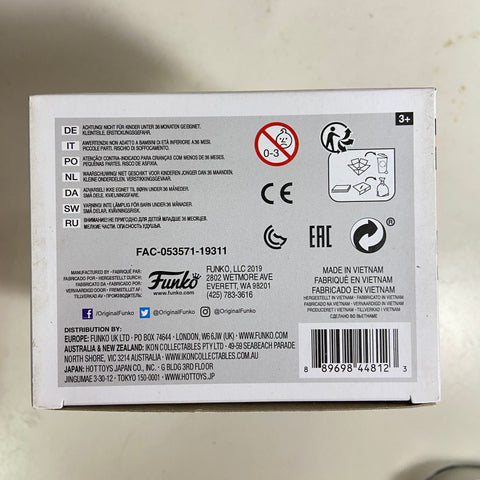 3+
DE ACHTUNG! NICHT FÜR KINDER UNTER 36 MONATEN GEEIGNET.
KLEINTEILE. ERSTICKUNGSGEFAHR.
IT AVVERTENZA! NON ADATTO A BAMBINI DI ETÀ INFERIORE A 36 MESI.
PICCOLE PARTI. RISCHIO DI SOFFOCAMENTO.
PO ATENÇÃO! CONTRA-INDICADO PARA CRIANÇAS COM MENOS DE 36 MESES.
PEQUENAS PARTES. RISCO DE ASFIXIA.
NL WAARSCHUWING! NIET GESCHIKT VOOR KINDEREN JONGER DAN 36 MAANDEN.
KLEINE ONDERDELEN. VERSTIKKINGSGEVAAR.
DA ADVARSEL! IKKE EGNET TIL BØRN UNDER 36 MÅNEDER.
SMÅ DELE. KVÆLNINGSFARE.
SW VARNING! INTE LÄMPLIG FÖR BARN UNDER 36 MÅNADER.
SMÅ DELAR. KVÄVNINGSRISK.
RU ВНИМАНИЕ! НЕ ПРИГОДНО ДЛЯ ДЕТЕЙ МЛАДШЕ 36 МЕСЯЦЕВ.
МЕЛКИЕ ЧАСТИ. ОПАСНОСТЬ УДУШЬЯ.
0-3
CE
EAC
®
FAC-053571-19311
MANUFACTURED BY • FABRIQUÉ PAR:
FABRICADO POR • HERGESTELLT DURCH:
FABBRICATO DA • FABRICADO POR:
VERVAARDIGD DOOR • FREMSTILLET AF
TILLVERKAD AV • ПРОИЗВОДИТЕЛЬ:
Funko
www.funko.com
FUNKO, LLC 2019
2802 WETMORE AVE
EVERETT, WA 98201
(425) 783-3616
/OriginalFunko @OriginalFunko @OriginalFunko
MADE IN VIETNAM
FABRIQUÉ EN VIETNAM
FABRICADO EN VIETNAM
HERGESTELLT IN VIETNAM • FABBRICATO IN VIETNAM
FABRICADO NO VIETNAM • VERVAARDIGD IN VIETNAM
PRODUCERET I VIETNAM • TILLVERKAD I VIETNAM
СДЕЛАНО ВО ВЬЕТНАМЕ
DISTRIBUTION BY:
EUROPE: FUNKO UK LTD • PO BOX 74644 • LONDON, W6 6JW (UK) • WWW.FUNKO.COM
AUSTRALIA & NEW ZEALAND: IKON COLLECTABLES PTY LTD • 49-59 SEABEACH PARADE
NORTH SHORE, VIC 3214 AUSTRALIA • WWW.IKONCOLLECTABLES.COM.AU
JAPAN: HOT TOYS JAPAN CO., INC. • G BLDG 3RD FLOOR
JINGUMAE 3-30-12 • TOKYO 150-0001 • WWW.HOTTOYS.JP
8 89698 44812 3